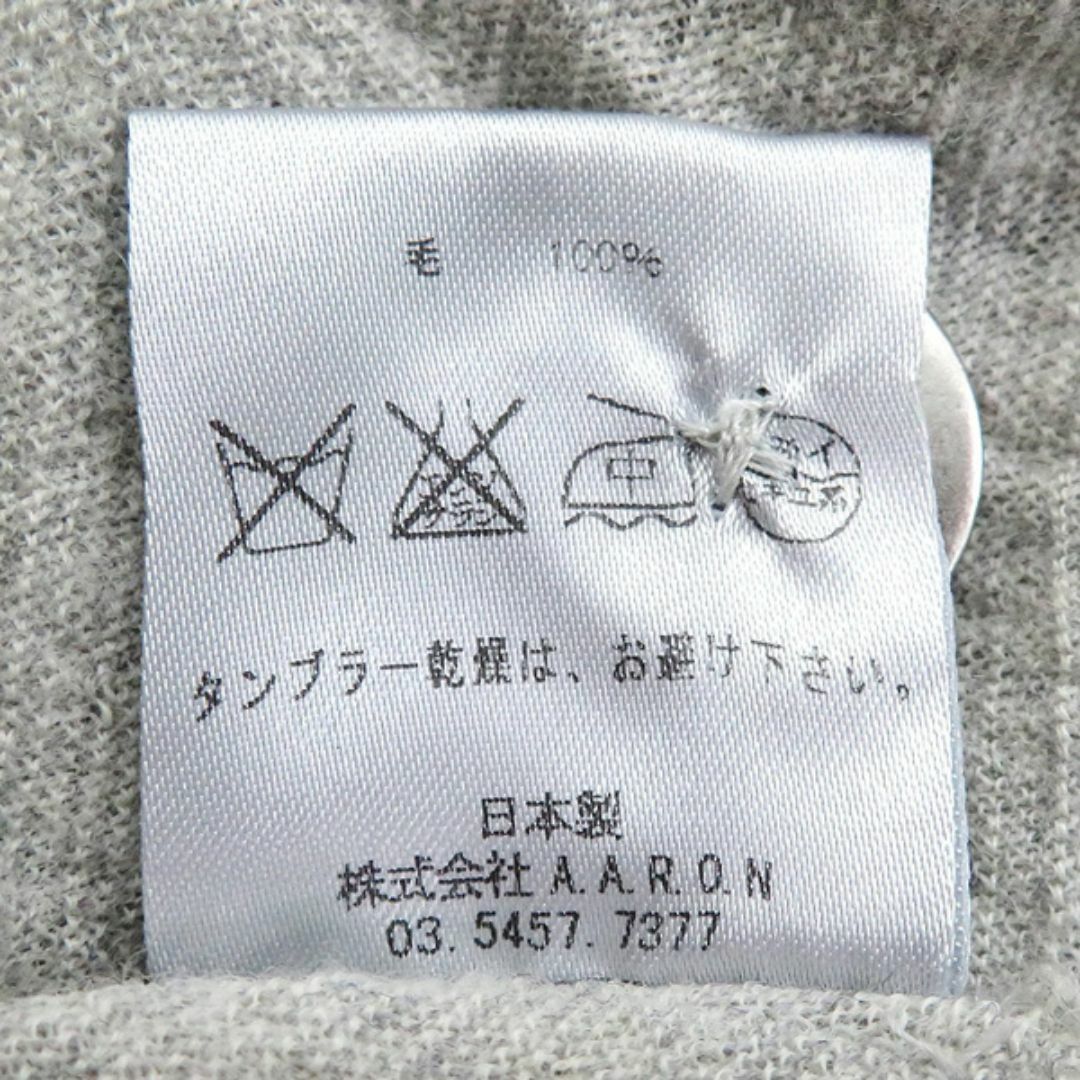 毛 100%
中
タンブラー乾燥は、お避け下さい。
日本製
株式会社 A.A.R.O.N
03. 5457. 7377